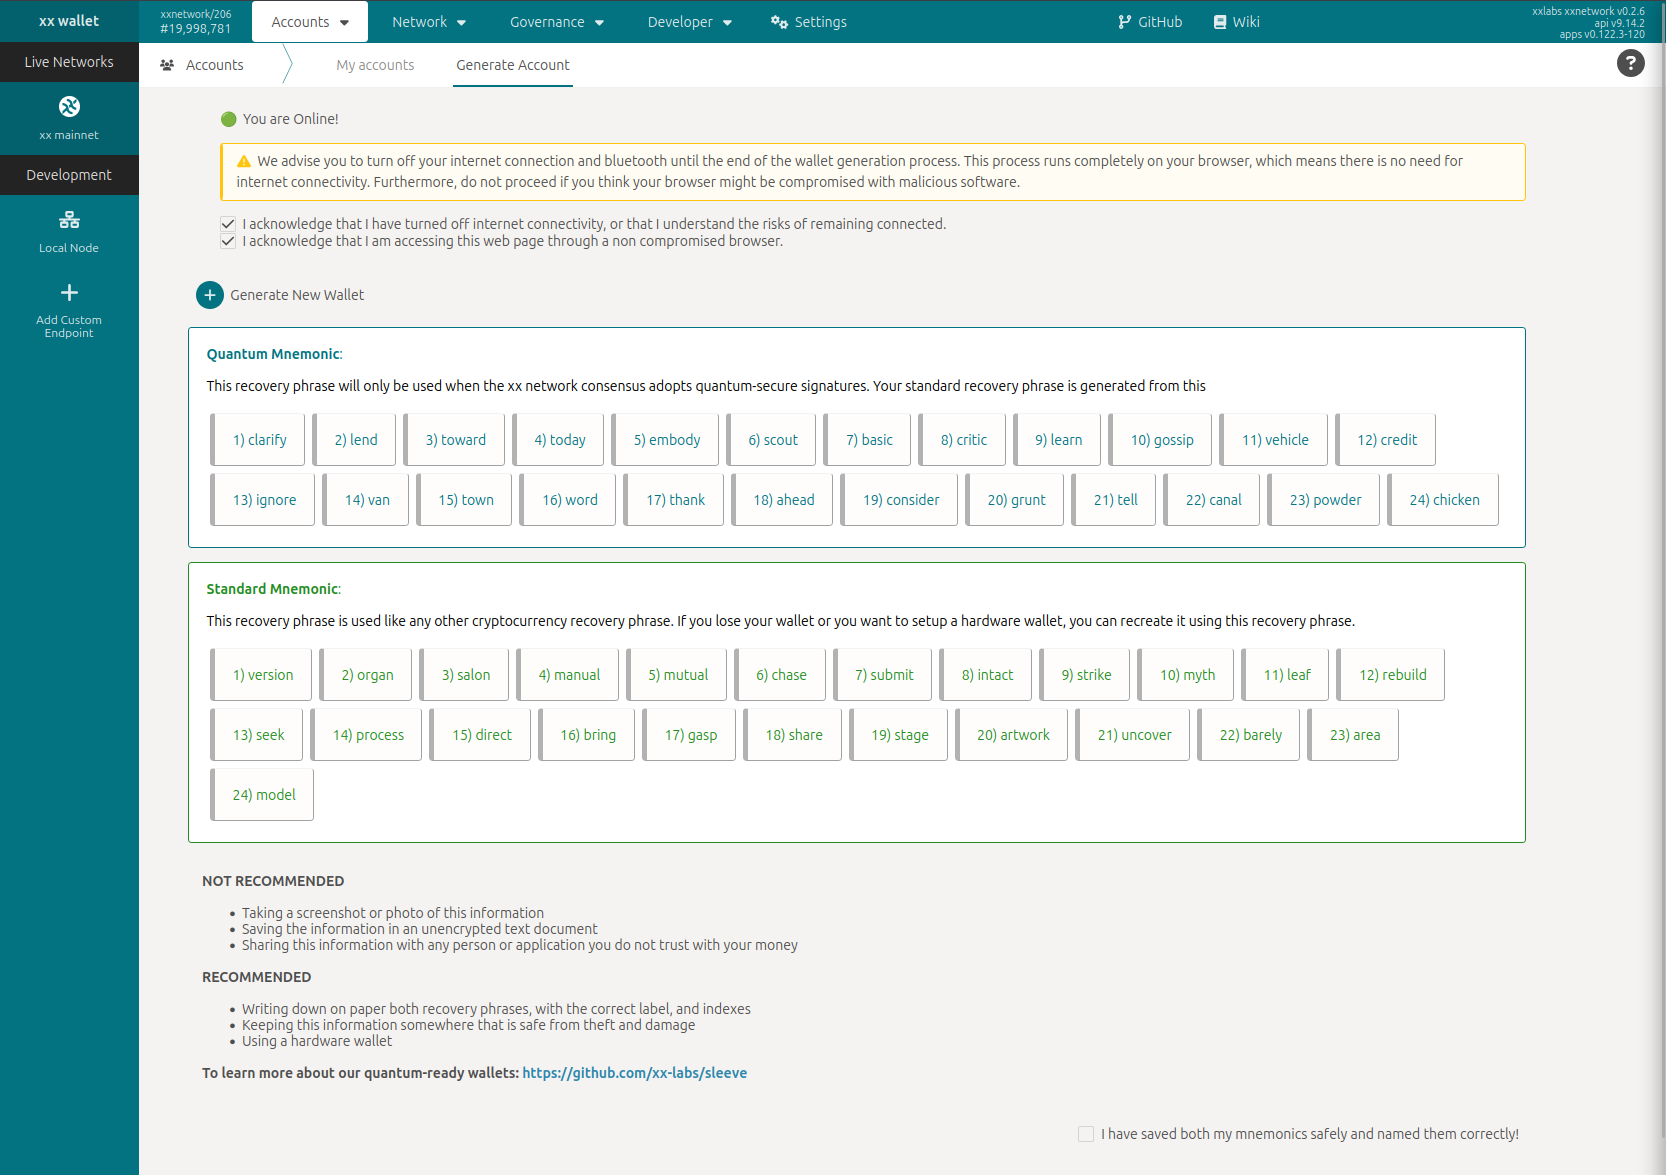 xx wallet
xxnetwork/206
#19,998,781
Accounts
Network
Governance
Developer
Settings
GitHub
Wiki
xxlabs xxnetwork v0.2.6
api v9.14.2
apps v0.122.3-120
Live Networks
xx mainnet
Development
Local Node
Add Custom
Endpoint
Accounts
My accounts
Generate Account
?
You are Online!
We advise you to turn off your internet connection and bluetooth until the end of the wallet generation process. This process runs completely on your browser, which means there is no need for
internet connectivity. Furthermore, do not proceed if you think your browser might be compromised with malicious software.
I acknowledge that I have turned off internet connectivity, or that I understand the risks of remaining connected.
I acknowledge that I am accessing this web page through a non compromised browser.
Generate New Wallet
Quantum Mnemonic:
This recovery phrase will only be used when the xx network consensus adopts quantum-secure signatures. Your standard recovery phrase is generated from this
1) clarify 2) lend 3) toward 4) today 5) embody 6) scout 7) basic 8) critic 9) learn 10) gossip 11) vehicle 12) credit
13) ignore 14) van 15) town 16) word 17) thank 18) ahead 19) consider 20) grunt 21) tell 22) canal 23) powder 24) chicken
Standard Mnemonic:
This recovery phrase is used like any other cryptocurrency recovery phrase. If you lose your wallet or you want to setup a hardware wallet, you can recreate it using this recovery phrase.
1) version 2) organ 3) salon 4) manual 5) mutual 6) chase 7) submit 8) intact 9) strike 10) myth 11) leaf 12) rebuild
13) seek 14) process 15) direct 16) bring 17) gasp 18) share 19) stage 20) artwork 21) uncover 22) barely 23) area
24) model
NOT RECOMMENDED
• Taking a screenshot or photo of this information
• Saving the information in an unencrypted text document
• Sharing this information with any person or application you do not trust with your money
RECOMMENDED
• Writing down on paper both recovery phrases, with the correct label, and indexes
• Keeping this information somewhere that is safe from theft and damage
• Using a hardware wallet
To learn more about our quantum-ready wallets: https://github.com/xx-labs/sleeve
I have saved both my mnemonics safely and named them correctly!